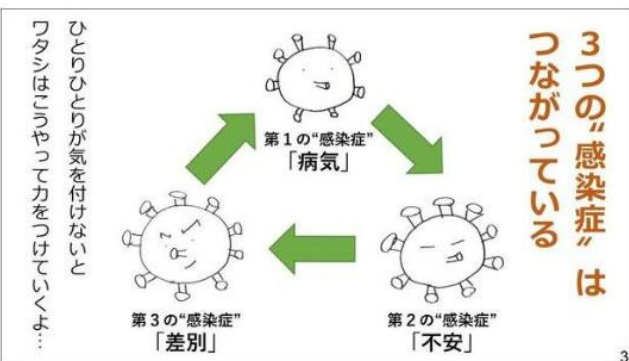 ３つの“感染症”は
つながっている
第１の“感染症”
「病気」
第２の“感染症”
「不安」
第３の“感染症”
「差別」
ひとりひとりが気を付けないと
ワタシはこうやって力をつけていくよ…
3